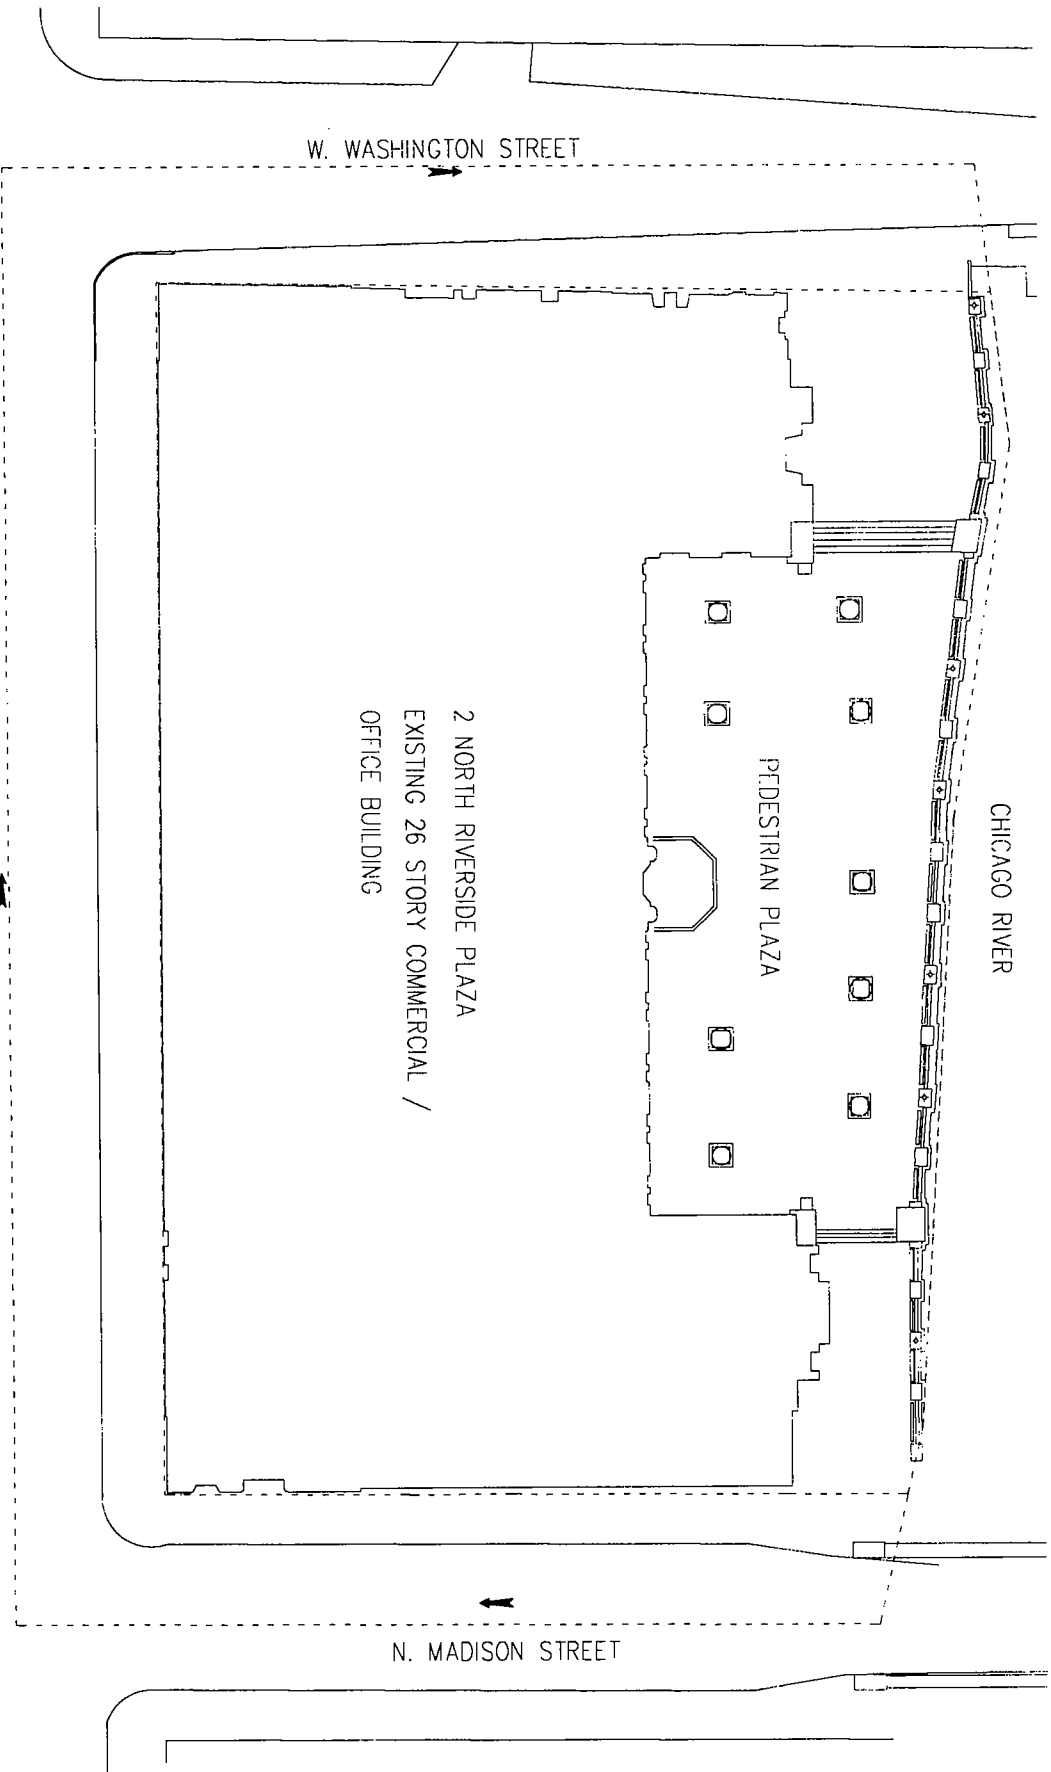 W. WASHINGTON STREET
CHICAGO RIVER
PEDESTRIAN PLAZA
2 NORTH RIVERSIDE PLAZA
EXISTING 26 STORY COMMERCIAL /
OFFICE BUILDING
N. MADISON STREET